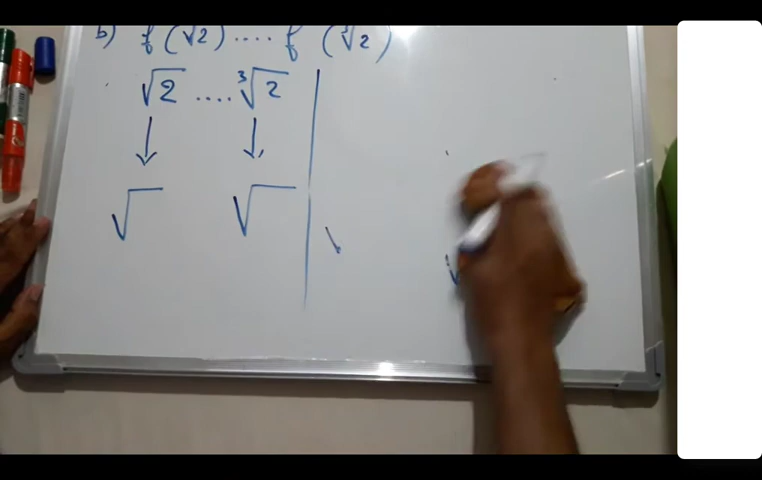 b) f (√2) .... f (∛2)
√2 .... ∛2
↓ ↓
√ √